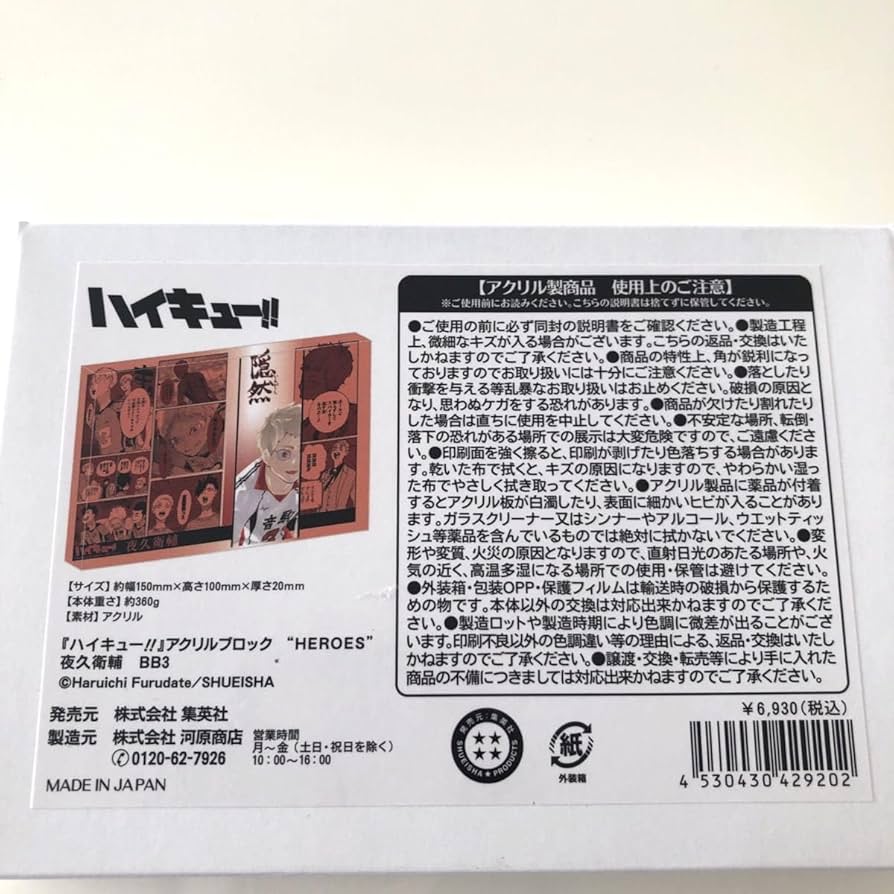 ハイキュー!!
隠然
夜久衛輔
音駒
【サイズ】約幅150mm×高さ100mm×厚さ20mm
【本体重さ】約360g
【素材】アクリル
『ハイキュー!!』アクリルブロック “HEROES”
夜久衛輔 BB3
©Haruichi Furudate/SHUEISHA
【アクリル製商品 使用上のご注意】
※ご使用前にお読みください。こちらの説明書は捨てずに保管してください。
●ご使用の前に必ず同封の説明書をご確認ください。●製造工程
上、微細なキズが入る場合がございます。こちらの返品・交換はいた
しかねますのでご了承ください。●商品の特性上、角が鋭利になっ
ておりますのでお取り扱いには十分にご注意ください。●落としたり
衝撃を与える等乱暴なお取り扱いはお止めください。破損の原因と
なり、思わぬケガをする恐れがあります。●商品が欠けたり割れたり
した場合は直ちに使用を中止してください。●不安定な場所、転倒・
落下の恐れがある場所での展示は大変危険ですので、ご遠慮くださ
い。●印刷面を強く擦ると、印刷が剥げたり色落ちする場合がありま
す。乾いた布で拭くと、キズの原因になりますので、やわらかい湿っ
た布でやさしく拭き取ってください。●アクリル製品に薬品が付着
するとアクリル板が白濁したり、表面に細かいヒビが入ることがあり
ます。ガラスクリーナー又はシンナーやアルコール、ウエットティッ
シュ等薬品を含んでいるものでは絶対に拭かないでください。●変
形や変質、火災の原因となりますので、直射日光のあたる場所や、火
気の近く、高温多湿になる場所での使用・保管は避けてください。
●外装箱・包装OPP・保護フィルムは輸送時の破損から保護するた
めの物です。本体以外の交換は対応出来かねますのでご了承くださ
い。●製造ロットや製造時期により色調に微差が出ることがござ
います。印刷不良以外の色調違い等の理由による、返品・交換はいたし
かねますのでご了承ください。●譲渡・交換・転売等により手に入れた
商品の不備につきましては対応出来かねますのでご了承ください。
¥6,930(税込)
発売元 株式会社 集英社
製造元 株式会社 河原商店
0120-62-7926
営業時間
月〜金(土・日・祝日を除く)
10:00〜16:00
MADE IN JAPAN
発売元:集英社
SHUEISHA PRODUCTS
紙
外装箱
4 530430 429202